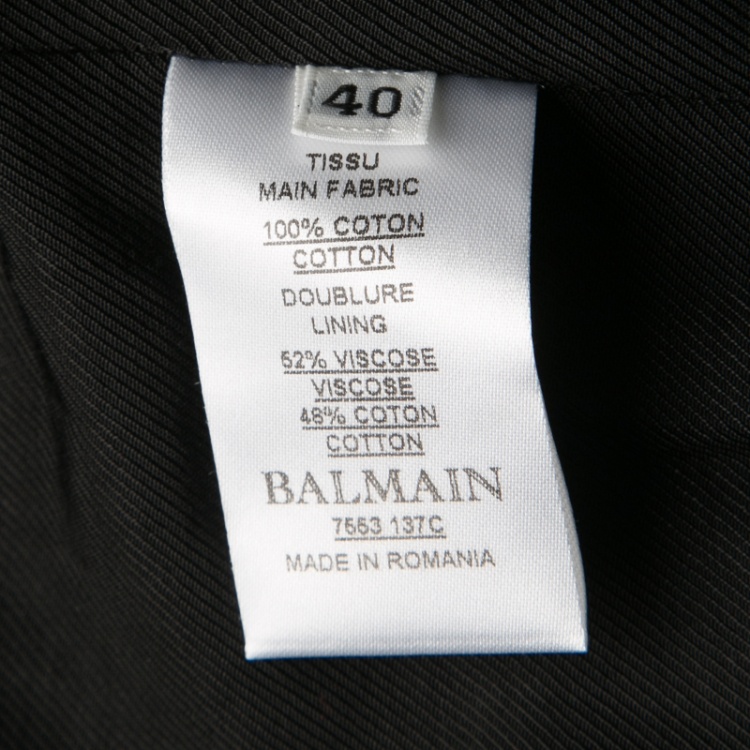 40
TISSU
MAIN FABRIC
100% COTON
COTTON
DOUBLURE
LINING
52% VISCOSE
VISCOSE
48% COTON
COTTON
BALMAIN
7553 137C
MADE IN ROMANIA